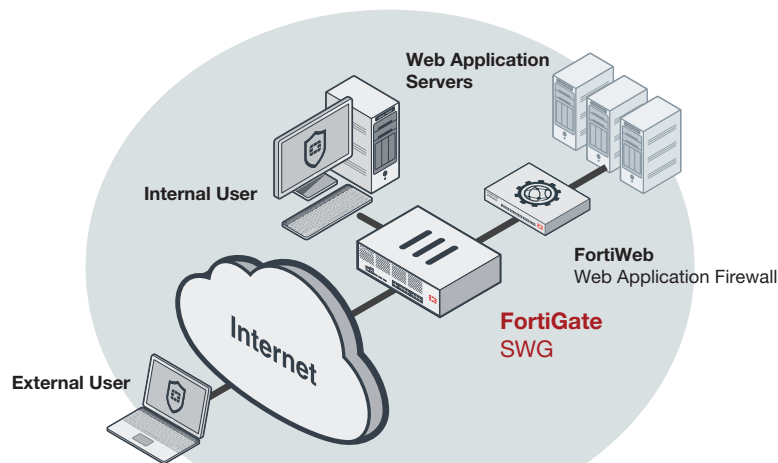 Web Application
Servers
Internal User
FortiWeb
Web Application Firewall
FortiGate
SWG
Internet
External User